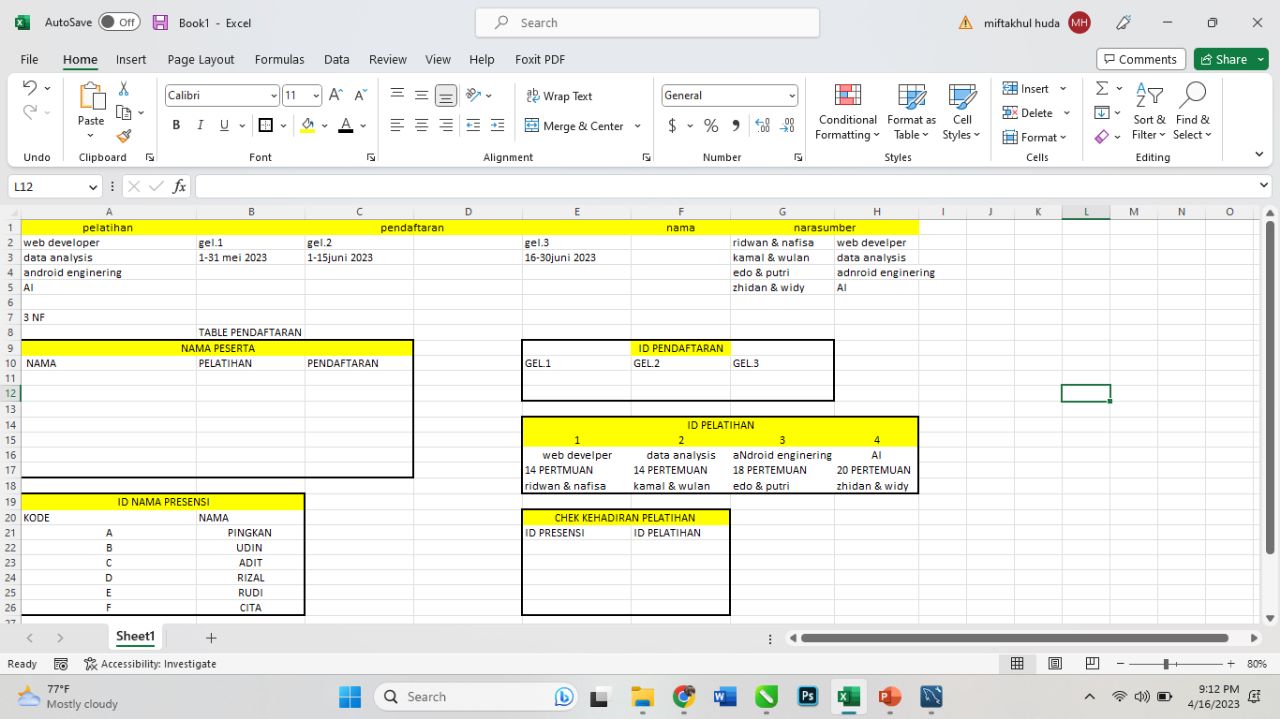 AutoSave Off Book1 - Excel Search miftakhul huda MH
File Home Insert Page Layout Formulas Data Review View Help Foxit PDF Comments Share
Calibri 11 Wrap Text General Insert
Paste B I U Merge & Center $ % Conditional Formatting Format as Table Cell Styles Delete Format Sort & Filter Find & Select
Undo Clipboard Font Alignment Number Styles Cells Editing
L12 fx
A B C D E F G H I J K L M N O
1 pelatihan pendaftaran nama narasumber
2 web developer gel.1 gel.2 gel.3 ridwan & nafisa web develper
3 data analysis 1-31 mei 2023 1-15juni 2023 16-30juni 2023 kamal & wulan data analysis
4 android enginering edo & putri adnroid enginering
5 AI zhidan & widy AI
6
7 3 NF
8 TABLE PENDAFTARAN
9 NAMA PESERTA ID PENDAFTARAN
10 NAMA PELATIHAN PENDAFTARAN GEL.1 GEL.2 GEL.3
11
12
13
14 ID PELATIHAN
15 1 2 3 4
16 web develper data analysis aNdroid enginering AI
17 14 PERTMUAN 14 PERTEMUAN 18 PERTEMUAN 20 PERTEMUAN
18 ridwan & nafisa kamal & wulan edo & putri zhidan & widy
19 ID NAMA PRESENSI
20 KODE NAMA CHEK KEHADIRAN PELATIHAN
21 A PINGKAN ID PRESENSI ID PELATIHAN
22 B UDIN
23 C ADIT
24 D RIZAL
25 E RUDI
26 F CITA
27
Sheet1
Ready Accessibility: Investigate 80%
77°F
Mostly cloudy
Search
9:12 PM
4/16/2023